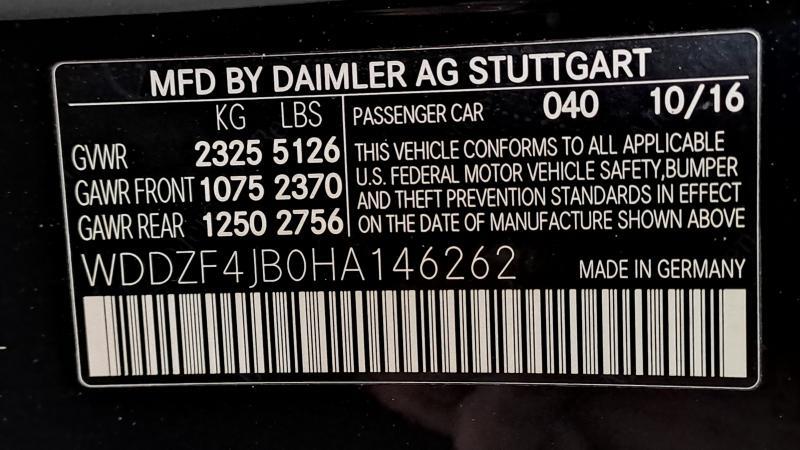 MFD BY DAIMLER AG STUTTGART
KG LBS
GVWR 2325 5126
GAWR FRONT 1075 2370
GAWR REAR 1250 2756
PASSENGER CAR 040 10/16
THIS VEHICLE CONFORMS TO ALL APPLICABLE
U.S. FEDERAL MOTOR VEHICLE SAFETY,BUMPER
AND THEFT PREVENTION STANDARDS IN EFFECT
ON THE DATE OF MANUFACTURE SHOWN ABOVE
WDDZF4JB0HA146262
MADE IN GERMANY